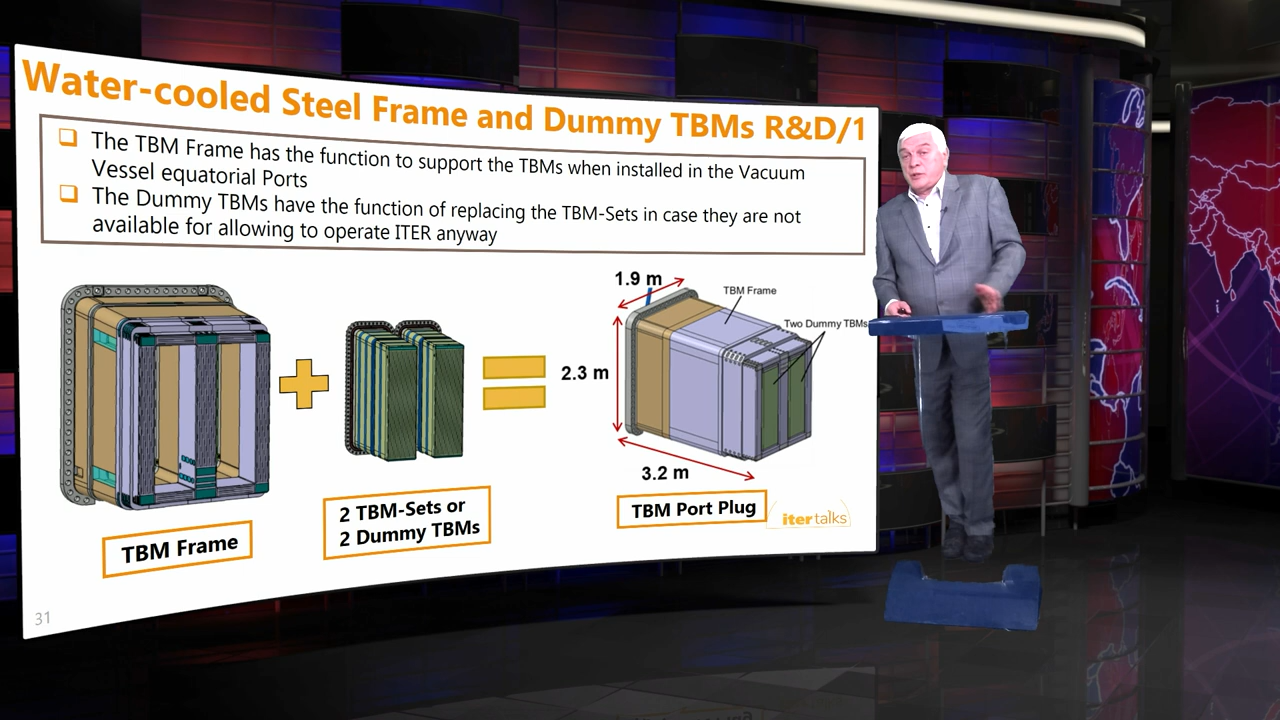 Water-cooled Steel Frame and Dummy TBMs R&D/1
The TBM Frame has the function to support the TBMs when installed in the Vacuum
Vessel equatorial Ports
The Dummy TBMs have the function of replacing the TBM-Sets in case they are not
available for allowing to operate ITER anyway
1.9 m
TBM Frame
Two Dummy TBMs
2.3 m
3.2 m
TBM Frame
2 TBM-Sets or
2 Dummy TBMs
TBM Port Plug
iter talks
31